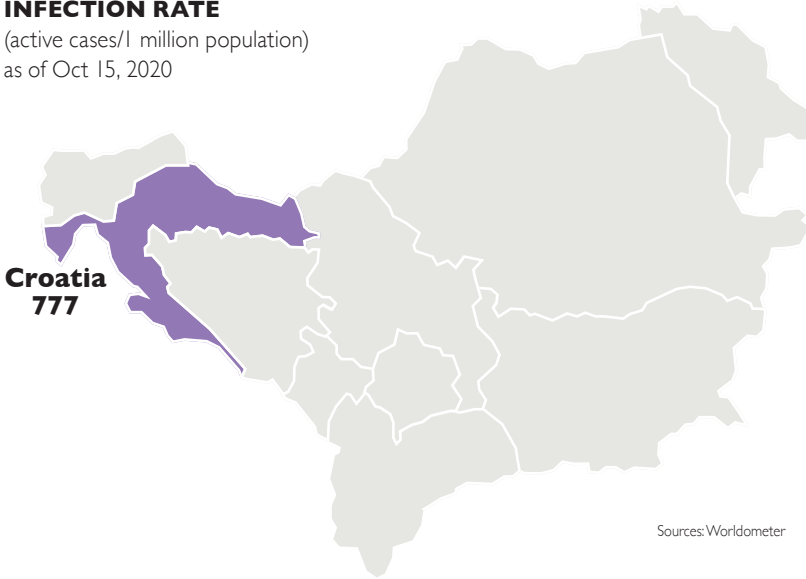 INFECTION RATE
(active cases/1 million population)
as of Oct 15, 2020
Croatia
777
Sources: Worldometer